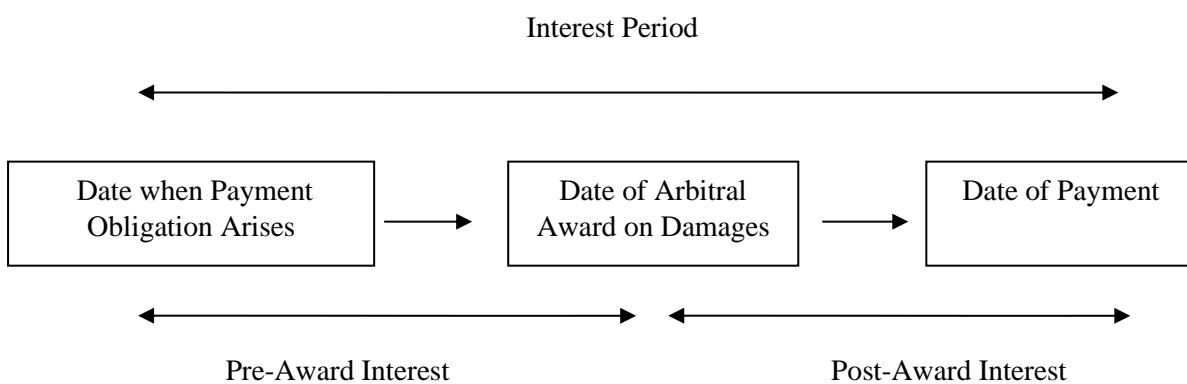 Interest Period
Date when Payment
Obligation Arises
Date of Arbitral
Award on Damages
Date of Payment
Pre-Award Interest
Post-Award Interest